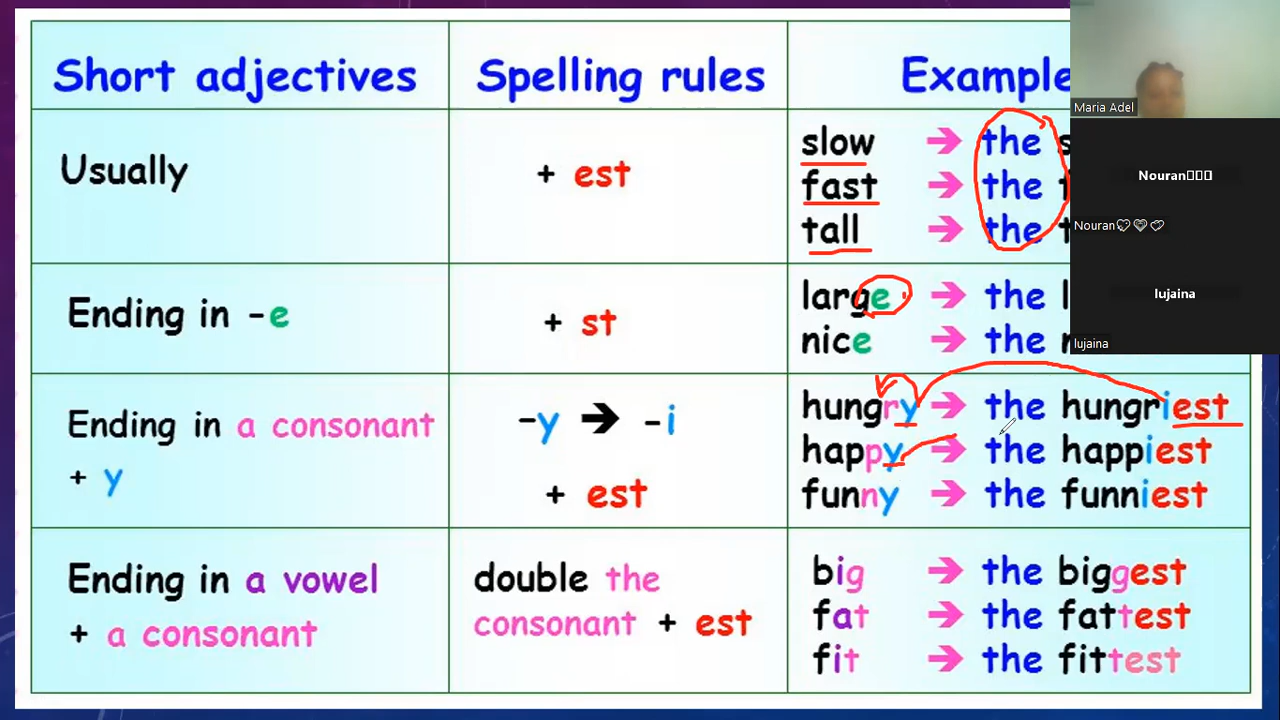 Short adjectives
Spelling rules
Example
Usually
+ est
slow → the s
fast → the f
tall → the t
Ending in -e
+ st
large → the l
nice → the n
Ending in a consonant
+ y
-y → -i
+ est
hungry → the hungriest
happy → the happiest
funny → the funniest
Ending in a vowel
+ a consonant
double the
consonant + est
big → the biggest
fat → the fattest
fit → the fittest
Maria Adel
Nouran
Nouran
lujaina
lujaina